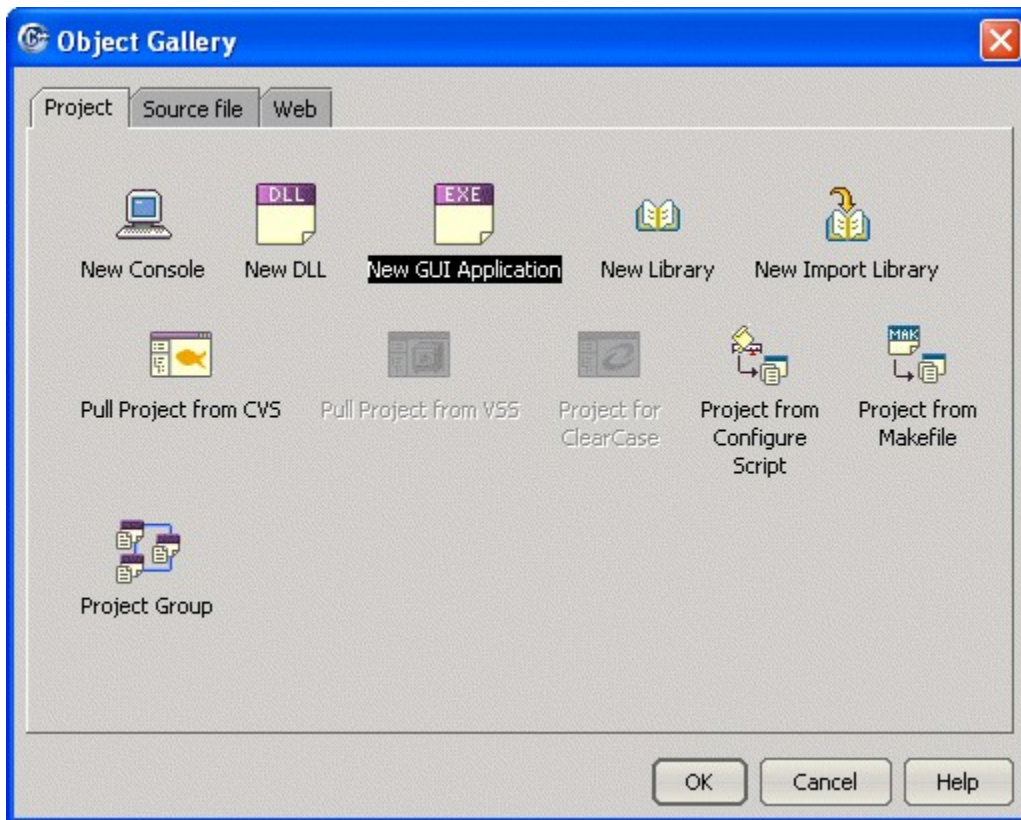 Object Gallery
Project
Source file
Web
DLL
EXE
New Console
New DLL
New GUI Application
New Library
New Import Library
MAK
Pull Project from CVS
Pull Project from VSS
Project for
ClearCase
Project from
Configure
Script
Project from
Makefile
Project Group
OK
Cancel
Help